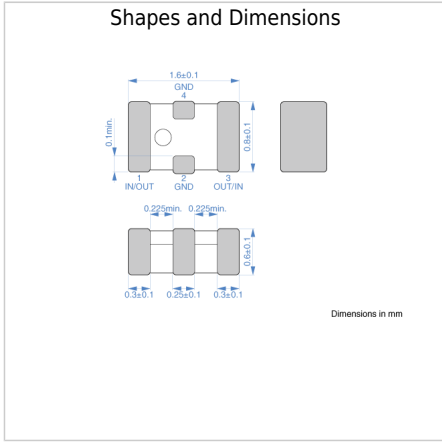 Shapes and Dimensions
1.6±0.1
GND
4
0.1min.
0.8±0.1
1 2 3
IN/OUT GND OUT/IN
0.225min. 0.225min.
0.6±0.1
0.3±0.1 0.25±0.1 0.3±0.1
Dimensions in mm